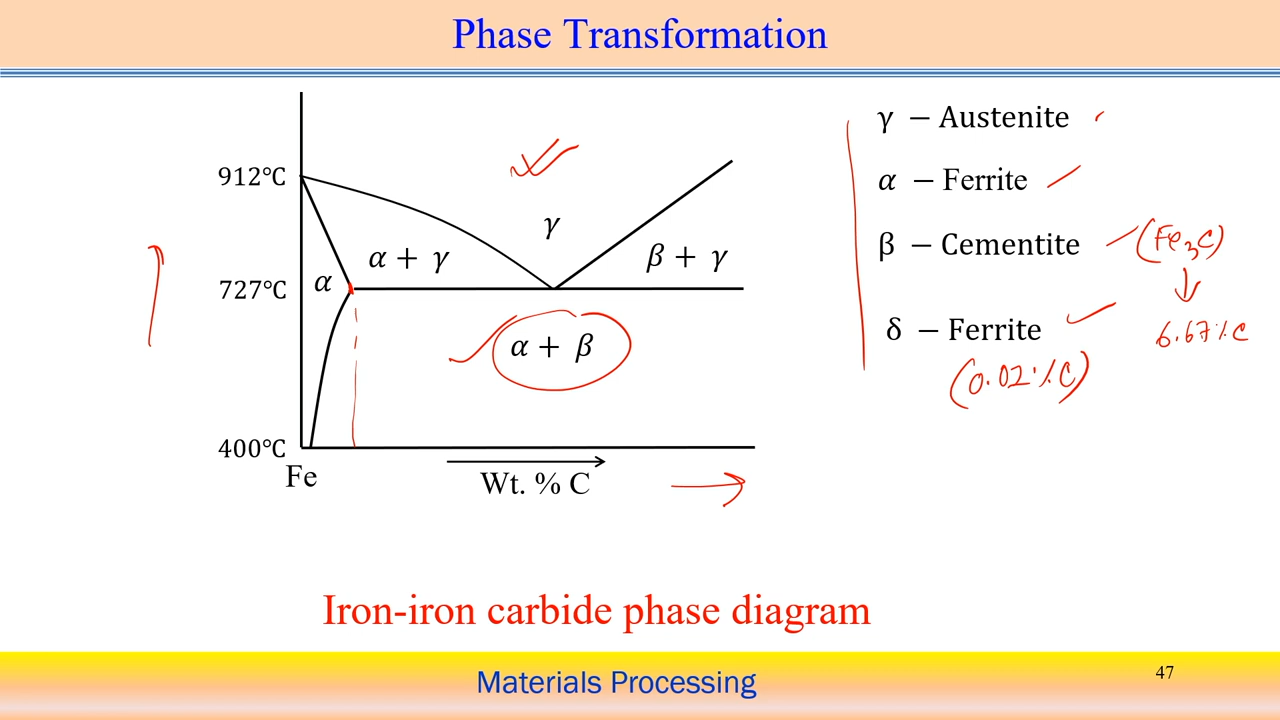 Phase Transformation
912℃
727℃
400℃
α
α + γ
γ
β + γ
α + β
Fe
Wt. % C
γ − Austenite
α − Ferrite
β − Cementite (Fe₃C)
6.67%C
δ − Ferrite
(0.02%C)
Iron-iron carbide phase diagram
Materials Processing
47